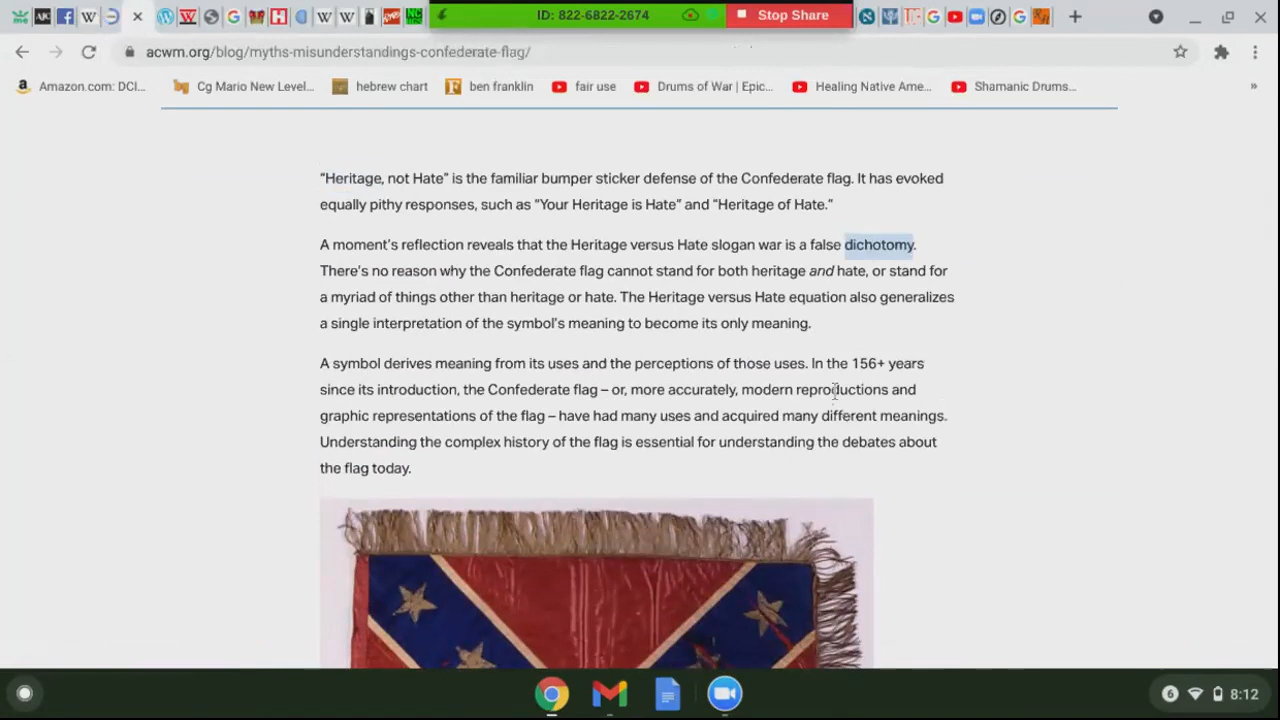 ID: 822-6822-2674
Stop Share
acwm.org/blog/myths-misunderstandings-confederate-flag/
Amazon.com: DCI...
Cg Mario New Level...
hebrew chart
ben franklin
fair use
Drums of War | Epic...
Healing Native Ame...
Shamanic Drums...
»
“Heritage, not Hate” is the familiar bumper sticker defense of the Confederate flag. It has evoked
equally pithy responses, such as “Your Heritage is Hate” and “Heritage of Hate.“
A moment’s reflection reveals that the Heritage versus Hate slogan war is a false dichotomy.
There’s no reason why the Confederate flag cannot stand for both heritage and hate, or stand for
a myriad of things other than heritage or hate. The Heritage versus Hate equation also generalizes
a single interpretation of the symbol’s meaning to become its only meaning.
A symbol derives meaning from its uses and the perceptions of those uses. In the 156+ years
since its introduction, the Confederate flag – or, more accurately, modern reproductions and
graphic representations of the flag – have had many uses and acquired many different meanings.
Understanding the complex history of the flag is essential for understanding the debates about
the flag today.
6
8:12